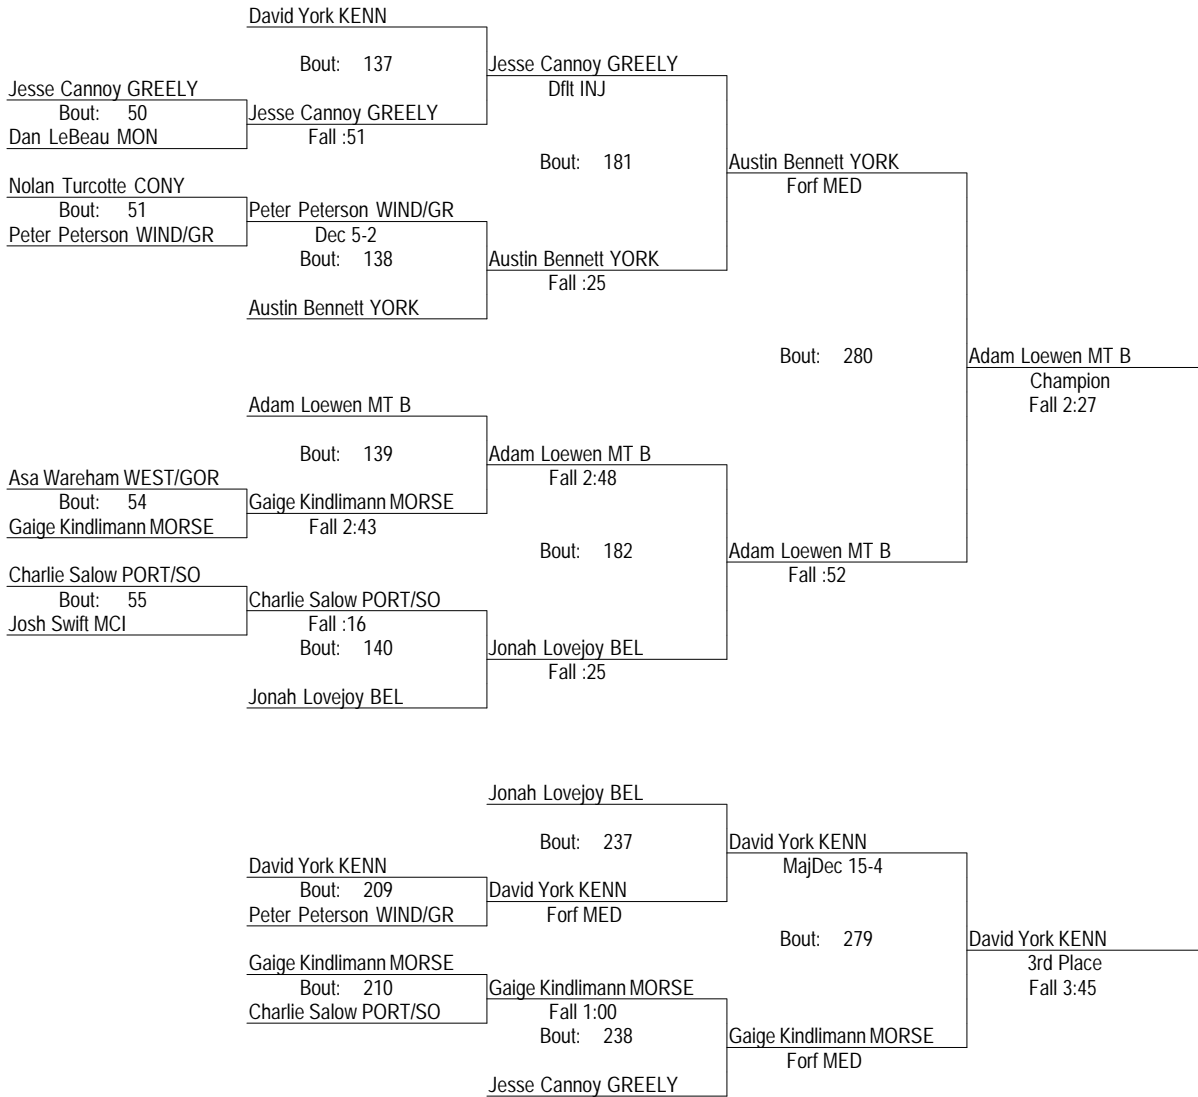 David York KENN
Bout: 137
Jesse Cannoy GREELY
Dflt INJ
Jesse Cannoy GREELY
Bout: 50
Jesse Cannoy GREELY
Dan LeBeau MON
Fall :51
Bout: 181
Austin Bennett YORK
Forf MED
Nolan Turcotte CONY
Bout: 51
Peter Peterson WIND/GR
Peter Peterson WIND/GR
Dec 5-2
Bout: 138
Austin Bennett YORK
Fall :25
Austin Bennett YORK
Bout: 280
Adam Loewen MT B
Champion
Fall 2:27
Adam Loewen MT B
Bout: 139
Adam Loewen MT B
Fall 2:48
Asa Wareham WEST/GOR
Bout: 54
Gaige Kindlimann MORSE
Gaige Kindlimann MORSE
Fall 2:43
Bout: 182
Adam Loewen MT B
Fall :52
Charlie Salow PORT/SO
Bout: 55
Charlie Salow PORT/SO
Josh Swift MCI
Fall :16
Bout: 140
Jonah Lovejoy BEL
Fall :25
Jonah Lovejoy BEL
Jonah Lovejoy BEL
Bout: 237
David York KENN
MajDec 15-4
David York KENN
Bout: 209
David York KENN
Peter Peterson WIND/GR
Forf MED
Bout: 279
David York KENN
3rd Place
Fall 3:45
Gaige Kindlimann MORSE
Bout: 210
Gaige Kindlimann MORSE
Charlie Salow PORT/SO
Fall 1:00
Bout: 238
Gaige Kindlimann MORSE
Forf MED
Jesse Cannoy GREELY